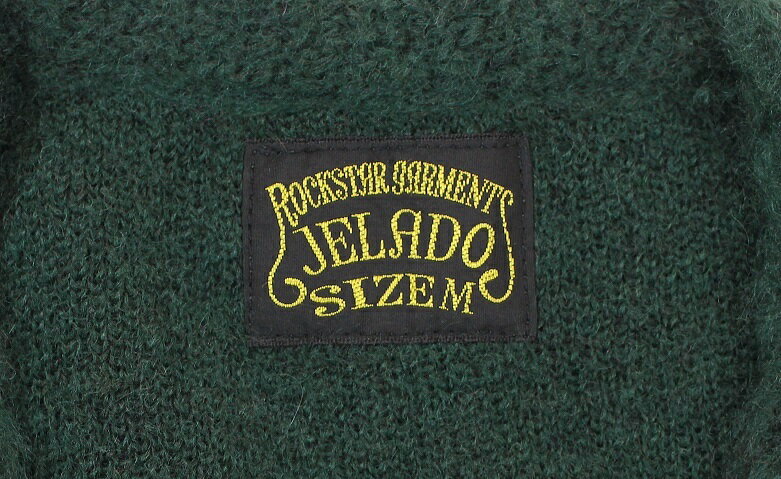 ROCKSTAR GARMENTS
JELADO
SIZE M